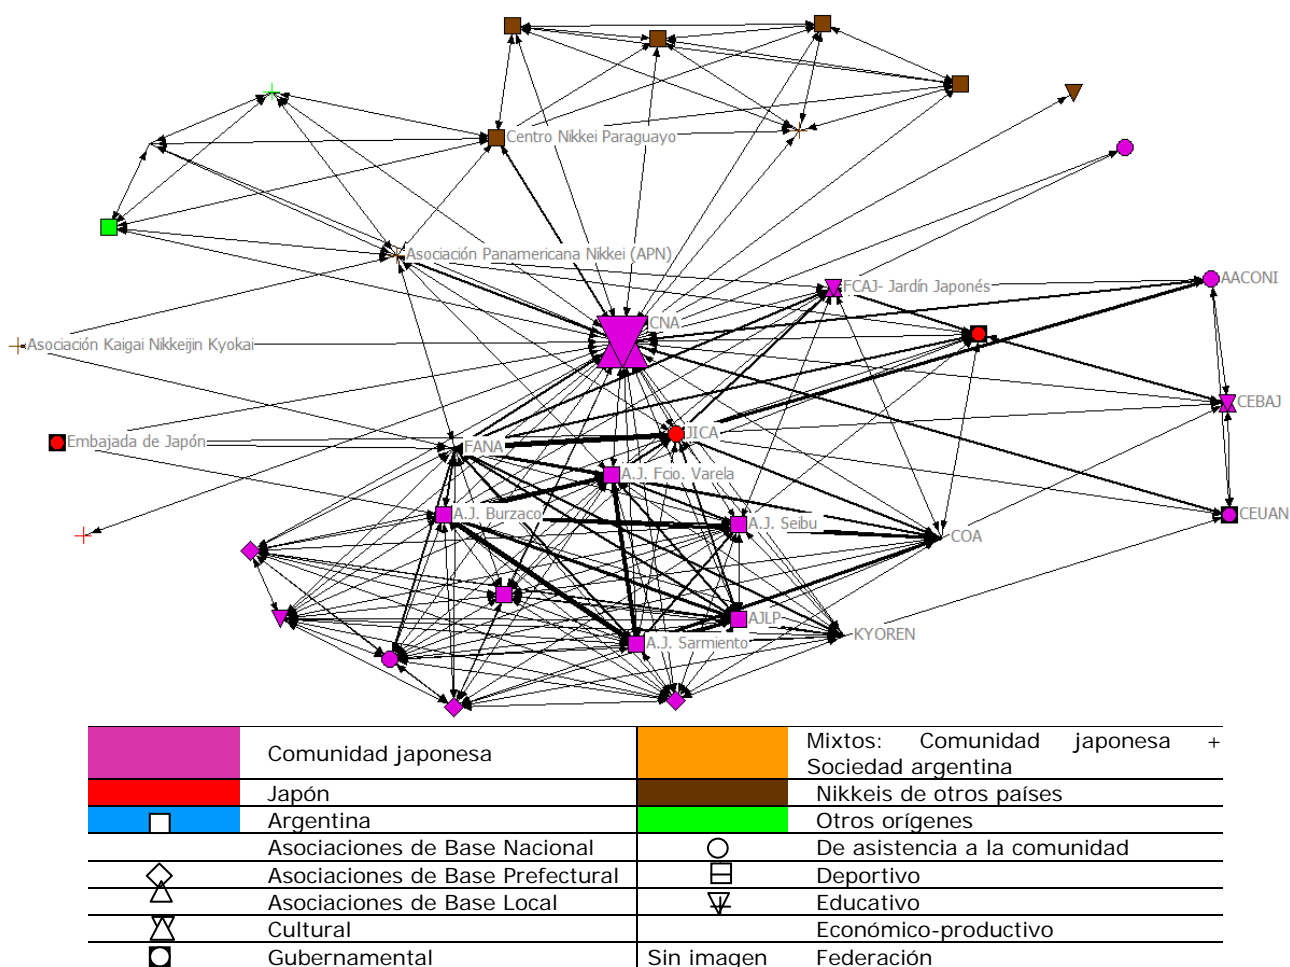 Centro Nikkei Paraguayo
Asociación Panamericana Nikkei (APN)
FCAJ- Jardín Japonés
AACONI
CNA
Asociación Kaigai Nikkeijin Kyokai
CEBAJ
Embajada de Japón
FANA
JICA
A.J. Fcio. Varela
A.J. Burzaco
A.J. Seibu
CEUAN
COA
AJLP
KYOREN
A.J. Sarmiento
Comunidad japonesa
Mixtos: Comunidad japonesa +
Sociedad argentina
Japón
Nikkeis de otros países
Argentina
Otros orígenes
Asociaciones de Base Nacional
De asistencia a la comunidad
Asociaciones de Base Prefectural
Deportivo
Asociaciones de Base Local
Educativo
Cultural
Económico-productivo
Gubernamental
Sin imagen
Federación